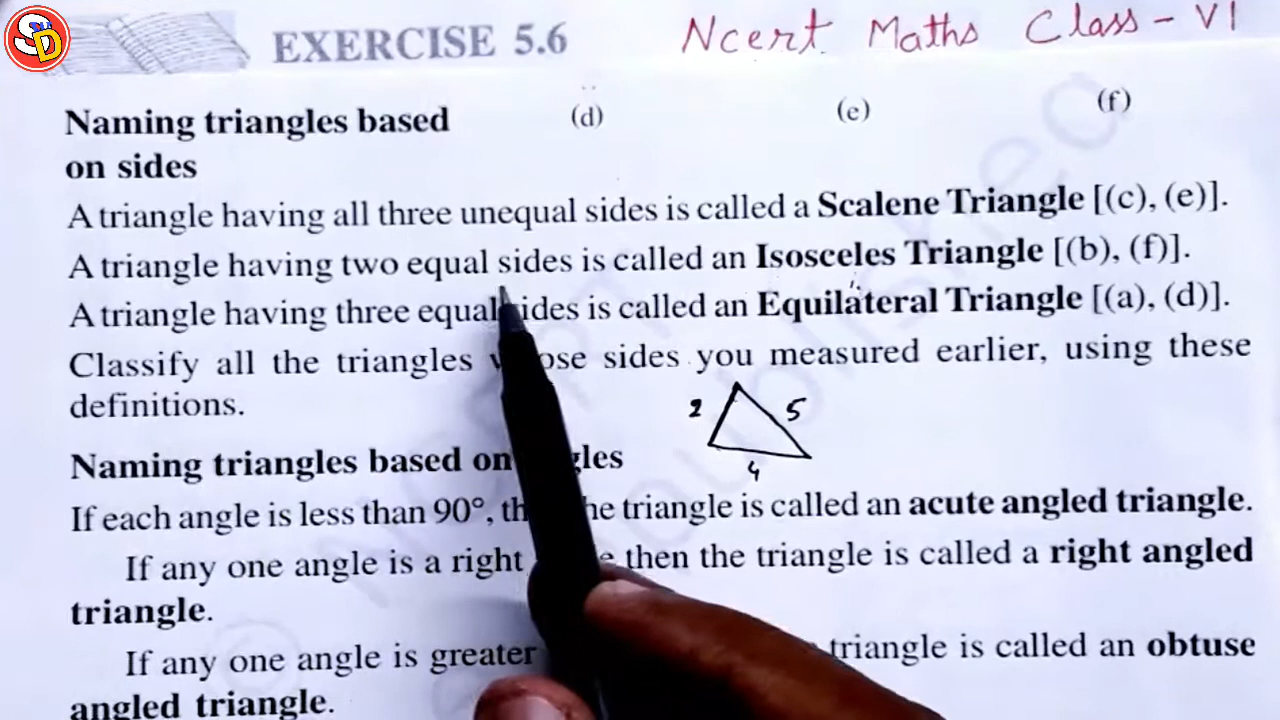 SD
EXERCISE 5.6
Ncert Maths Class - VI
(d) (e) (f)
Naming triangles based
on sides
A triangle having all three unequal sides is called a Scalene Triangle [(c), (e)].
A triangle having two equal sides is called an Isosceles Triangle [(b), (f)].
A triangle having three equal ides is called an Equilateral Triangle [(a), (d)].
Classify all the triangles ose sides you measured earlier, using these
definitions.
2 5
4
Naming triangles based on gles
If each angle is less than 90°, th he triangle is called an acute angled triangle.
If any one angle is a right then the triangle is called a right angled
triangle.
If any one angle is greater triangle is called an obtuse
angled triangle.